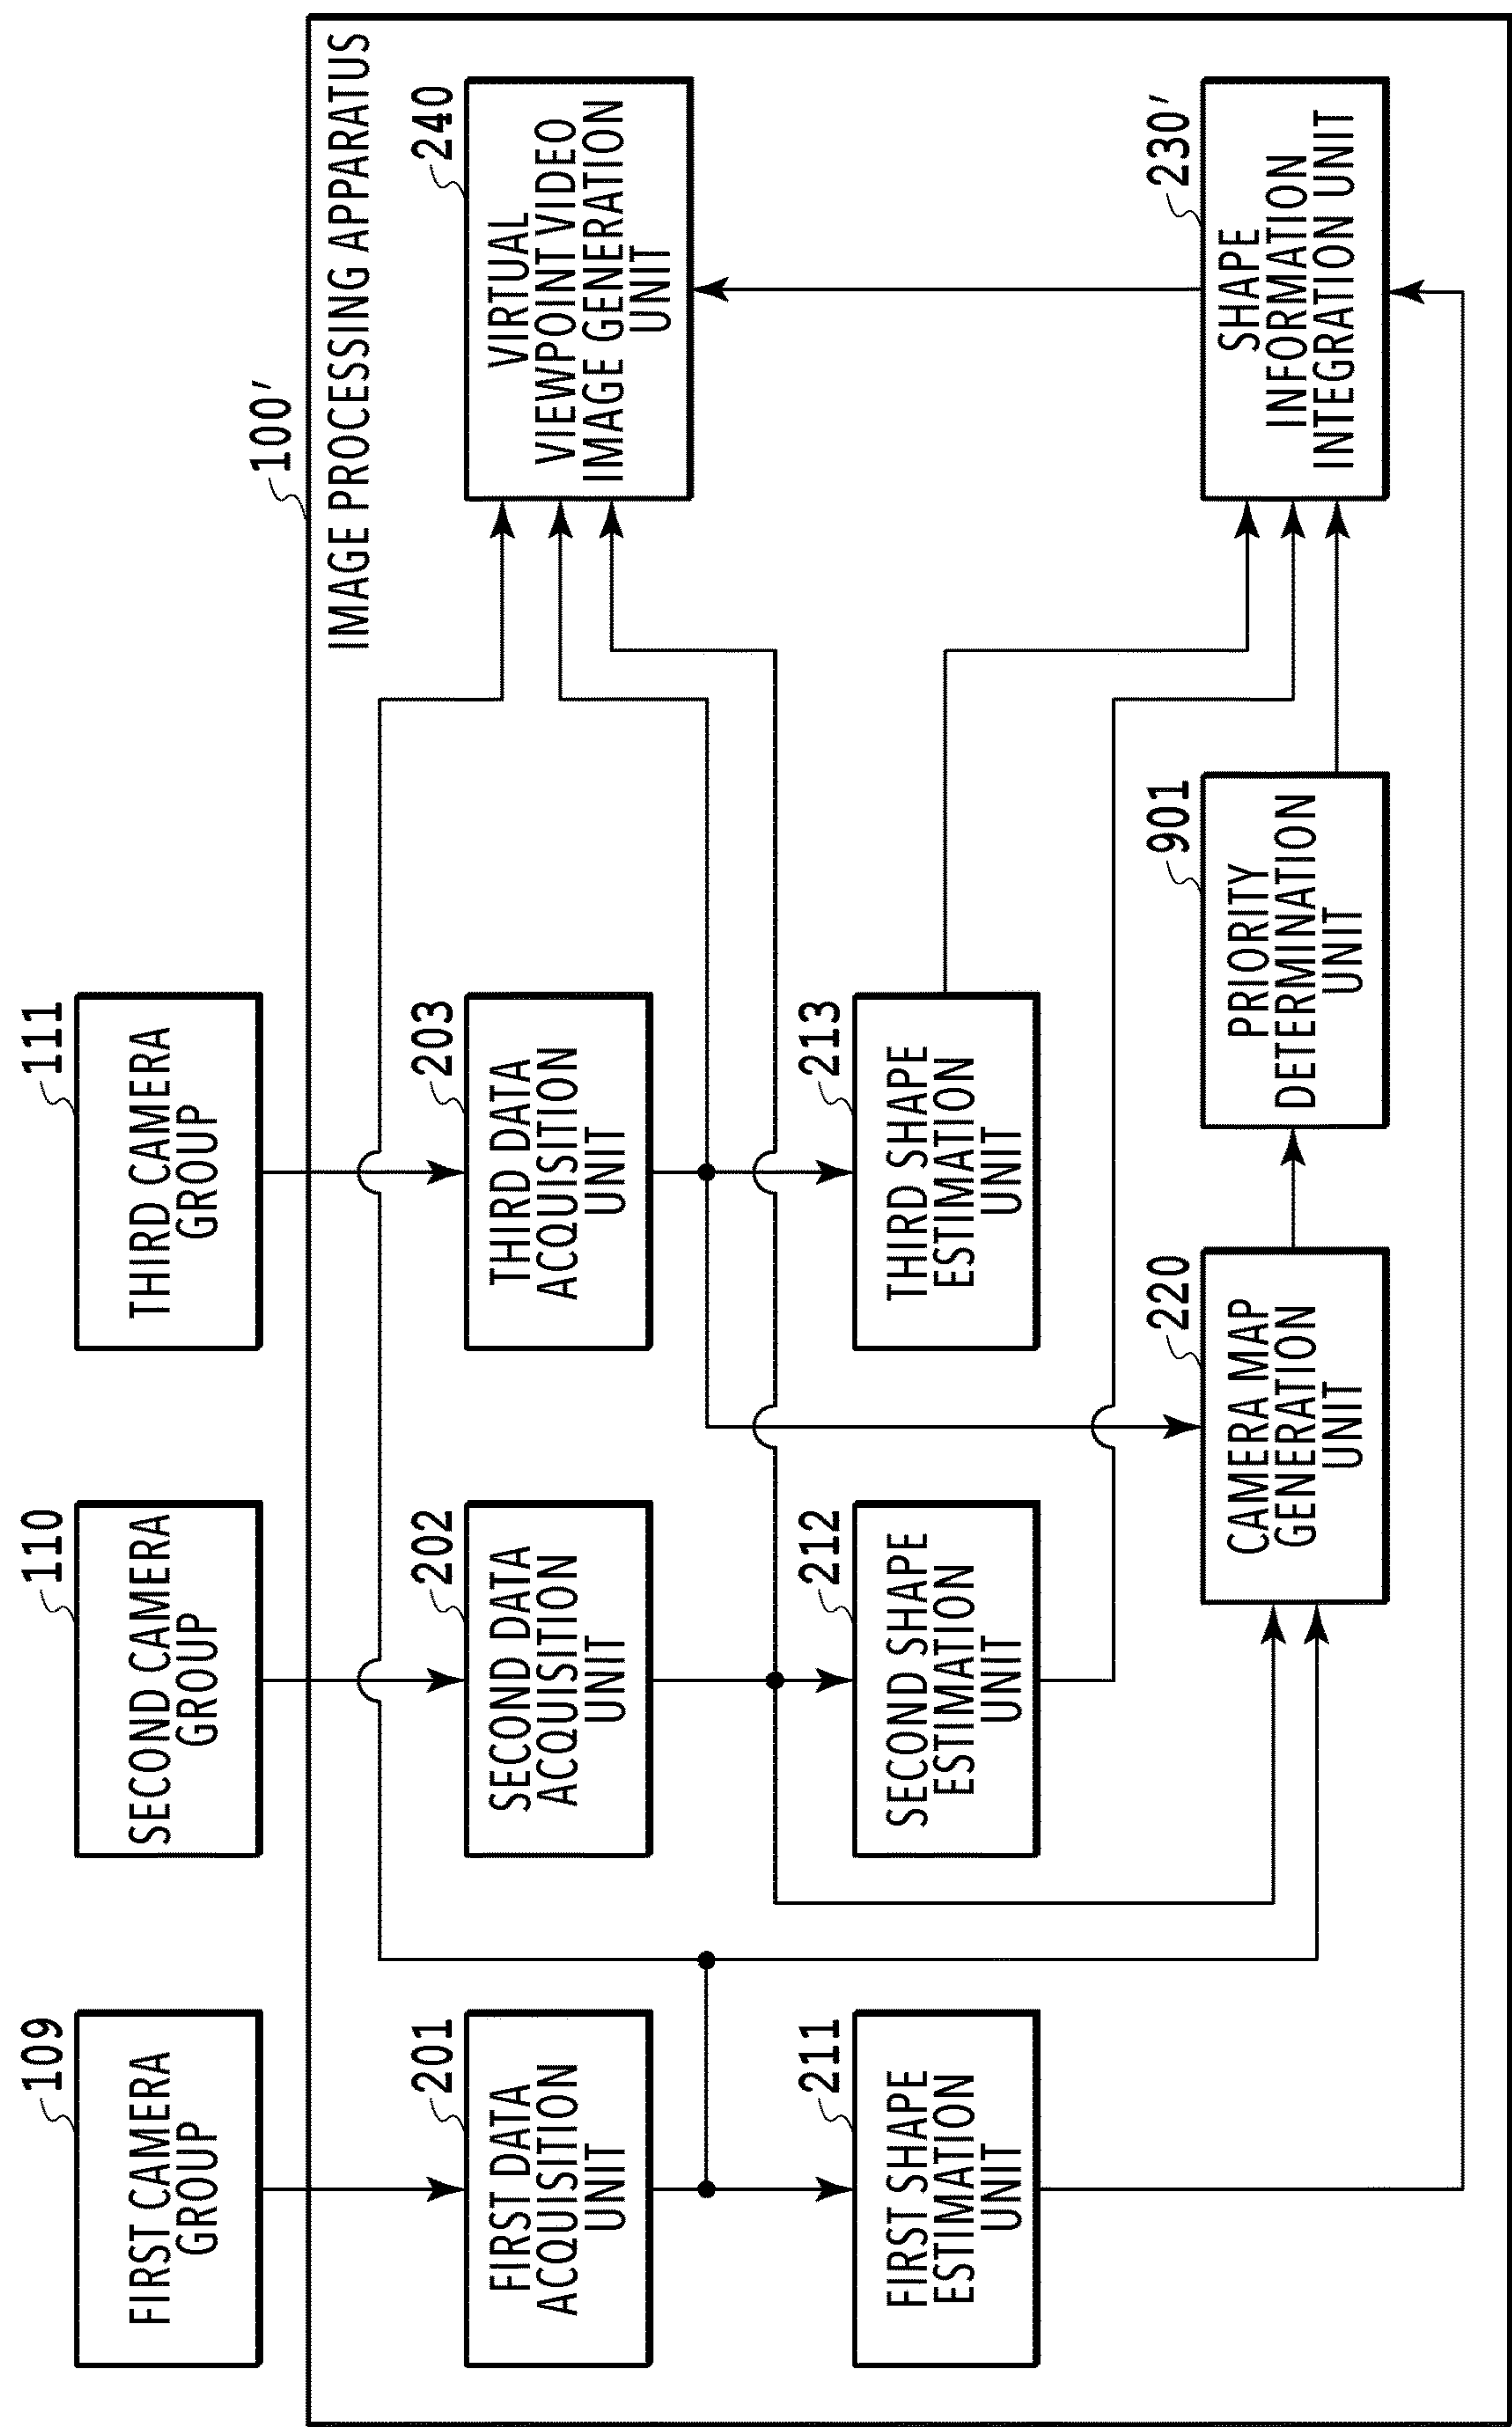 109
FIRST CAMERA
GROUP
110
SECOND CAMERA
GROUP
111
THIRD CAMERA
GROUP
100′
IMAGE PROCESSING APPARATUS
201
FIRST DATA
ACQUISITION
UNIT
202
SECOND DATA
ACQUISITION
UNIT
203
THIRD DATA
ACQUISITION
UNIT
240
VIRTUAL
VIEWPOINT VIDEO
IMAGE GENERATION
UNIT
211
FIRST SHAPE
ESTIMATION
UNIT
212
SECOND SHAPE
ESTIMATION
UNIT
213
THIRD SHAPE
ESTIMATION
UNIT
220
CAMERA MAP
GENERATION
UNIT
901
PRIORITY
DETERMINATION
UNIT
230′
SHAPE
INFORMATION
INTEGRATION UNIT